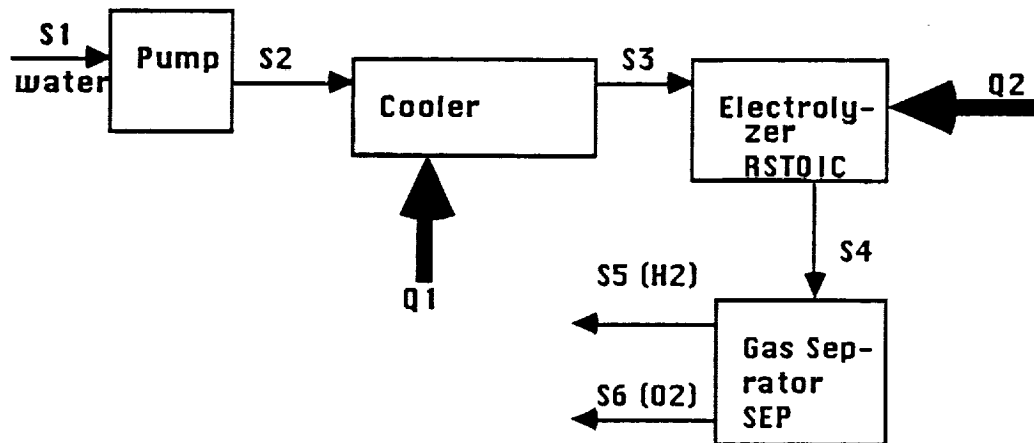 S1
water
Pump
S2
Cooler
S3
Electroly-
zer
RSTOIC
Q2
Q1
S4
S5 (H2)
S6 (O2)
Gas Sep-
rator
SEP